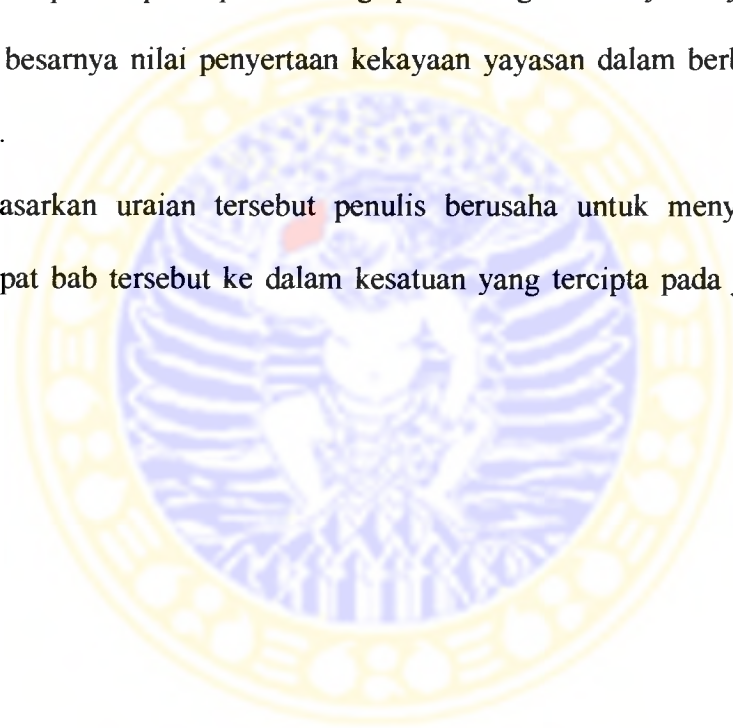 besarnya nilai penyertaan kekayaan yayasan dalam
.
asarkan uraian tersebut penulis berusaha untuk meny
pat bab tersebut ke dalam kesatuan yang tercipta pada